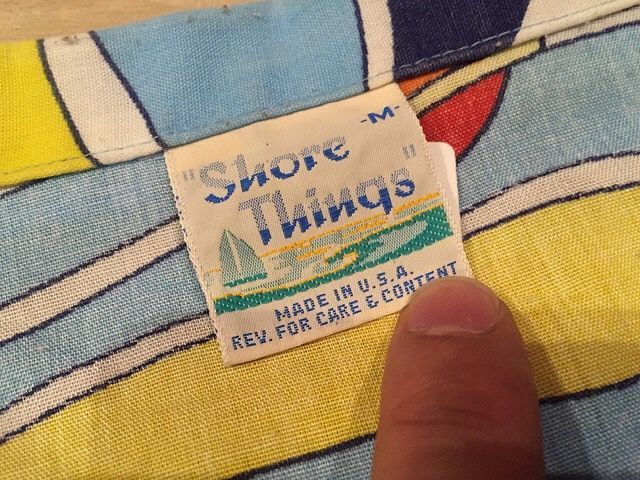 -M-
"Shore
Things"
MADE IN U.S.A.
REV. FOR CARE & CONTENT